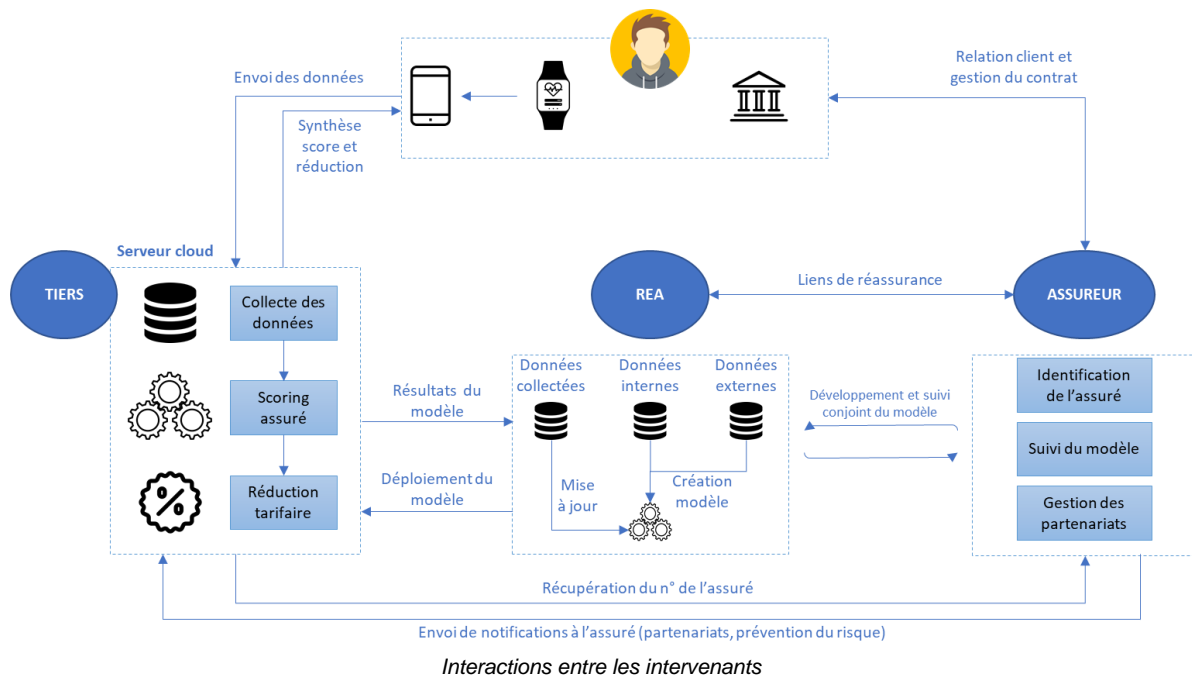 Envoi des données
Synthèse
score et
réduction
Relation client et
gestion du contrat
Serveur cloud
TIERS
Collecte des
données
Scoring
assuré
Réduction
tarifaire
Résultats du
modèle
Déploiement du
modèle
REA
Liens de réassurance
ASSUREUR
Données
collectées
Données
internes
Données
externes
Mise
à jour
Création
modèle
Développement et suivi
conjoint du modèle
Identification
de l'assuré
Suivi du modèle
Gestion des
partenariats
Récupération du n° de l'assuré
Envoi de notifications à l'assuré (partenariats, prévention du risque)
Interactions entre les intervenants